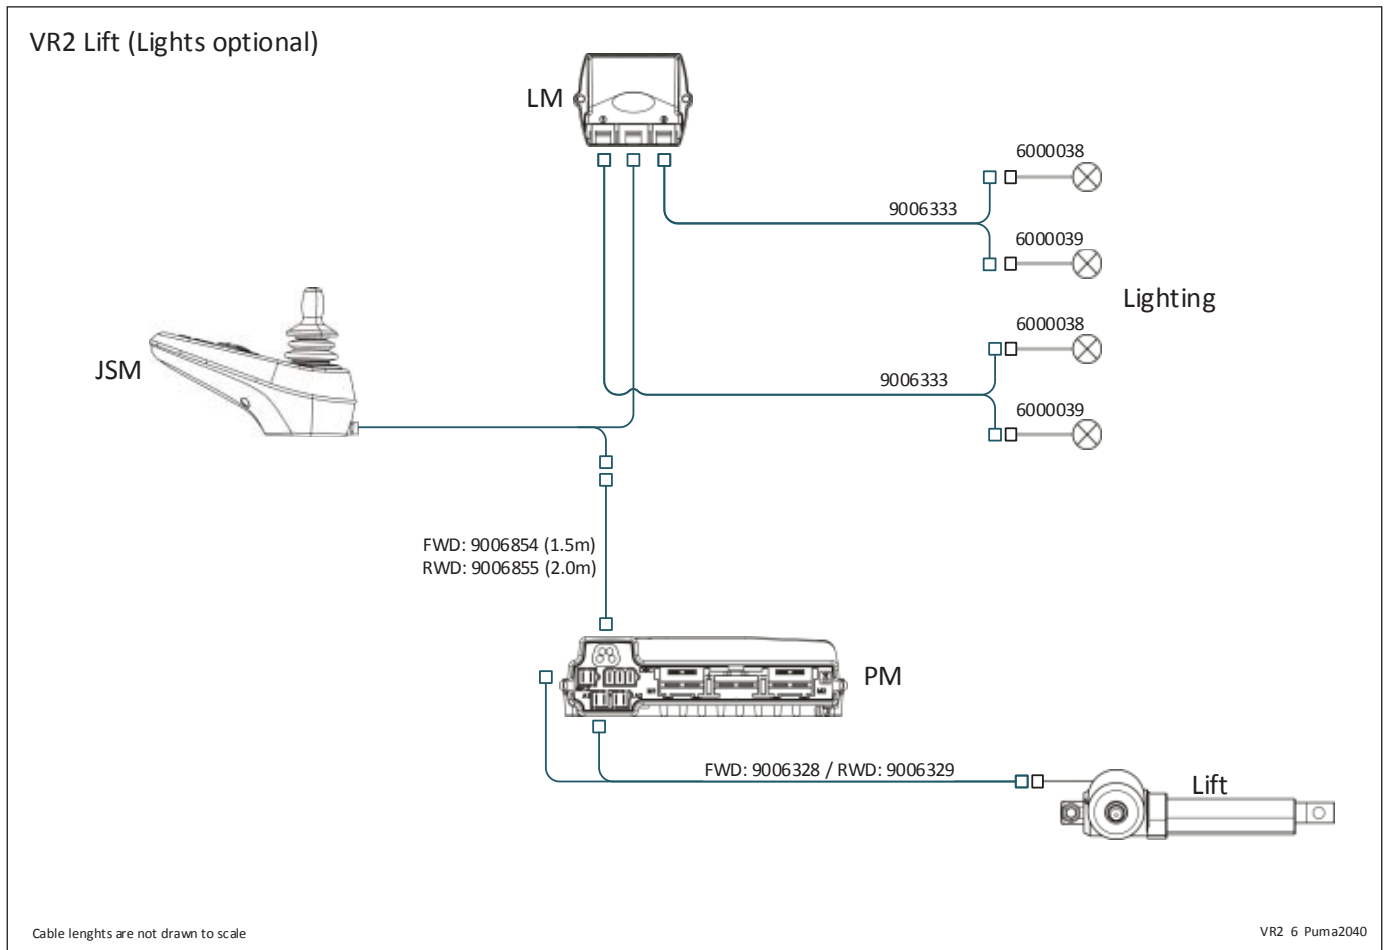 VR2 Lift (Lights optional)
LM
6000038
9006333
6000039
Lighting
6000038
JSM
9006333
6000039
FWD: 9006854 (1.5m)
RWD: 9006855 (2.0m)
PM
FWD: 9006328 / RWD: 9006329
Lift
Cable lenghts are not drawn to scale
VR2 6 Puma2040